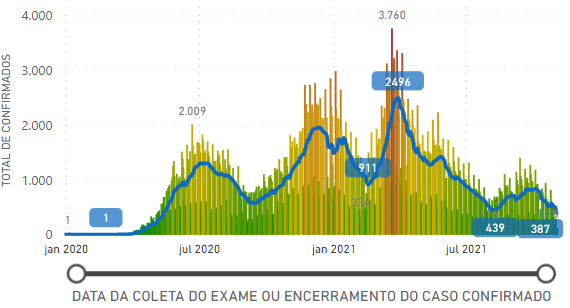 4.000
3.760
3.000
2496
2.009
2.000
911
1.000
1
1
439
387
0
jan 2020
jul 2020
jan 2021
jul 2021
TOTAL DE CONFIRMADOS
DATA DA COLETA DO EXAME OU ENCERRAMENTO DO CASO CONFIRMADO